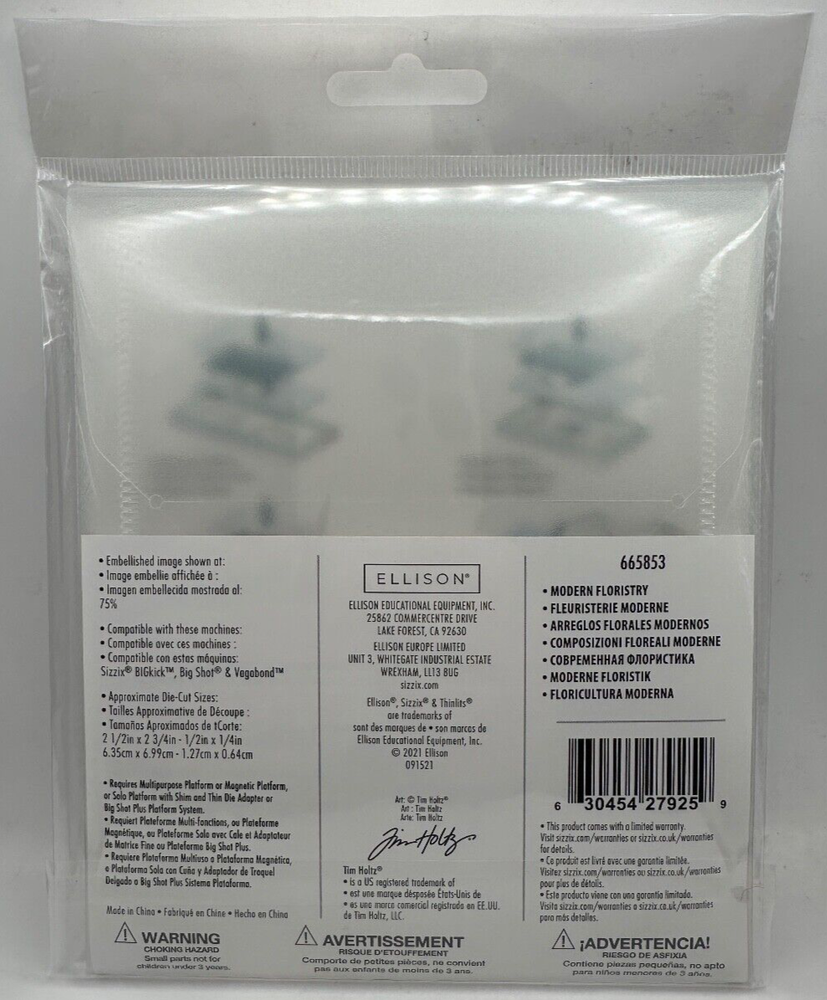 • Embellished image shown at:
• Image embellie affichée à :
• Imagen embellecida mostrada al:
75%
• Compatible with these machines:
• Compatible avec ces machines :
• Compatible con estas máquinas:
Sizzix® BIGkick™, Big Shot® & Vagabond™
• Approximate Die-Cut Sizes:
• Tailles Approximative de Découpe :
• Tamaños Aproximados de tCorte:
2 1/2in x 2 3/4in - 1/2in x 1/4in
6.35cm x 6.99cm - 1.27cm x 0.64cm
• Requires Multipurpose Platform or Magnetic Platform,
or Solo Platform with Shim and Thin Die Adapter or
Big Shot Plus Platform System.
• Requiert Plateforme Multi-fonctions, ou Plateforme
Magnétique, ou Plateforme Solo avec Cale et Adaptateur
de Matrice Fine ou Plateforme Big Shot Plus.
• Requiere Plataforma Multiuso o Plataforma Magnética,
o Plataforma Solo con Cuña y Adaptador de Troquel
Delgado o Big Shot Plus Sistema Plataforma.
Made in China • Fabriqué en Chine • Hecho en China
ELLISON®
ELLISON EDUCATIONAL EQUIPMENT, INC.
25862 COMMERCENTRE DRIVE
LAKE FOREST, CA 92630
ELLISON EUROPE LIMITED
UNIT 3, WHITEGATE INDUSTRIAL ESTATE
WREXHAM, LL13 8UG
sizzix.com
Ellison®, Sizzix® & Thinlits®
are trademarks of
sont des marques de • son marcas de
Ellison Educational Equipment, Inc.
© 2021 Ellison
091521
Art: © Tim Holtz®
Art : Tim Holtz
Arte: Tim Holtz
Tim Holtz
Tim Holtz®
• is a US registered trademark of
• est une marque désposée États-Unis de
• es una marca comercial registrada en EE.UU.
de Tim Holtz, LLC.
665853
• MODERN FLORISTRY
• FLEURISTERIE MODERNE
• ARREGLOS FLORALES MODERNOS
• COMPOSIZIONI FLOREALI MODERNE
• СОВРЕМЕННАЯ ФЛОРИСТИКА
• MODERNE FLORISTIK
• FLORICULTURA MODERNA
6 30454 27925 9
• This product comes with a limited warranty.
Visit sizzix.com/warranties or sizzix.co.uk/warranties
for details.
• Ce produit est livré avec une garantie limitée.
Visitez sizzix.com/warranties ou sizzix.co.uk/warranties
pour plus de détails.
• Este producto viene con una garantía limitada.
Visita sizzix.com/warranties o sizzix.co.uk/warranties
para más detalles.
WARNING
CHOKING HAZARD
Small parts not for
children under 3 years.
AVERTISSEMENT
RISQUE D'ETOUFFEMENT
Comporte de petites pièces, ne convient
pas aux enfants de moins de 3 ans.
¡ADVERTENCIA!
RIESGO DE ASFIXIA
Contiene piezas pequeñas, no apto
para niños menores de 3 años.